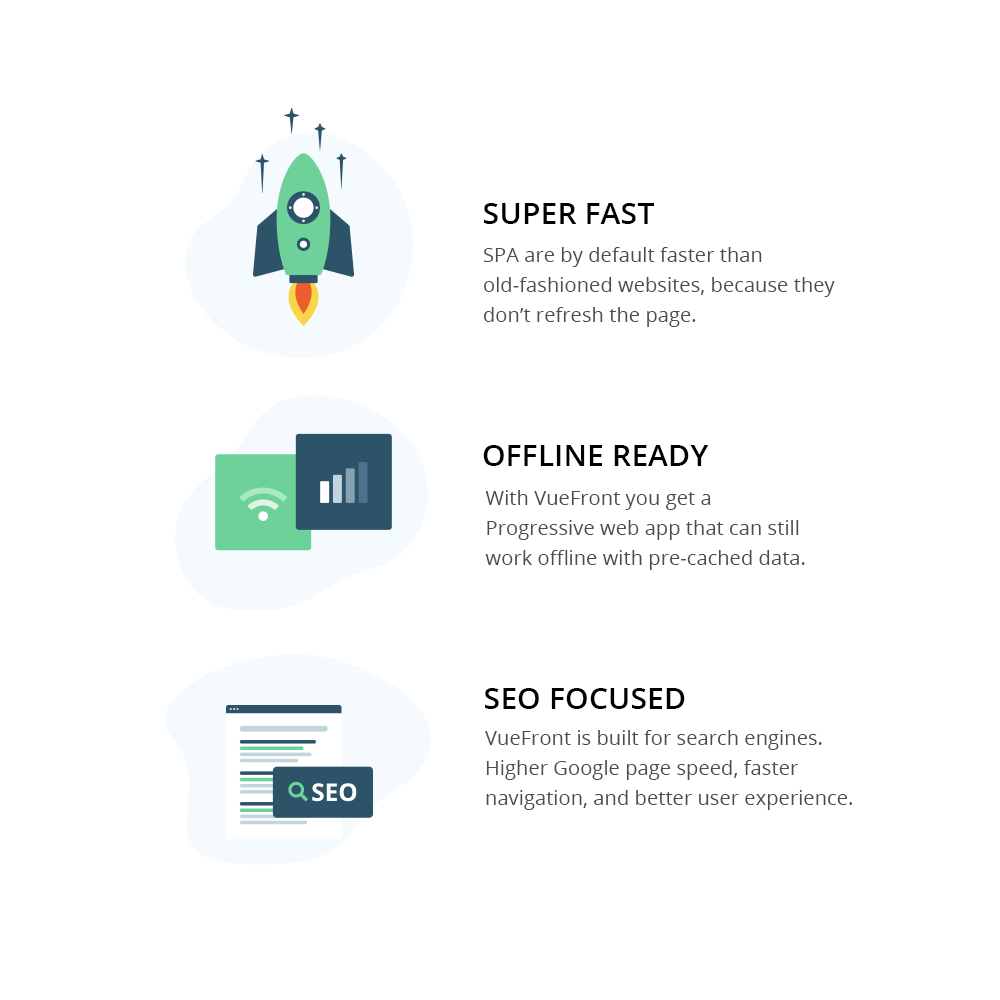 SUPER FAST
SPA are by default faster than
old-fashioned websites, because they
don’t refresh the page.
OFFLINE READY
With VueFront you get a
Progressive web app that can still
work offline with pre-cached data.
SEO FOCUSED
VueFront is built for search engines.
Higher Google page speed, faster
SEO
navigation, and better user experience.